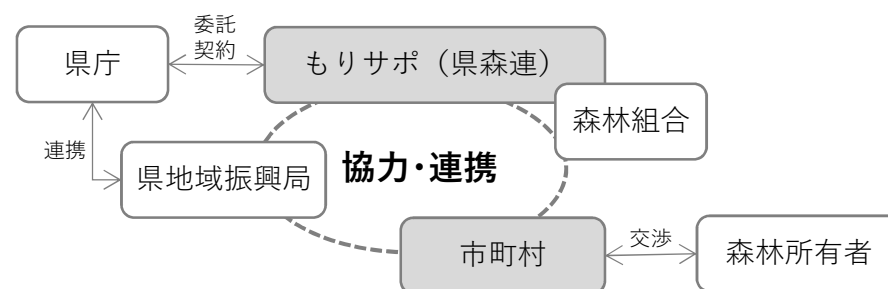 委託
契約
県庁
もりサポ（県森連）
森林組合
連携
県地域振興局
協力・連携
市町村
交渉
森林所有者